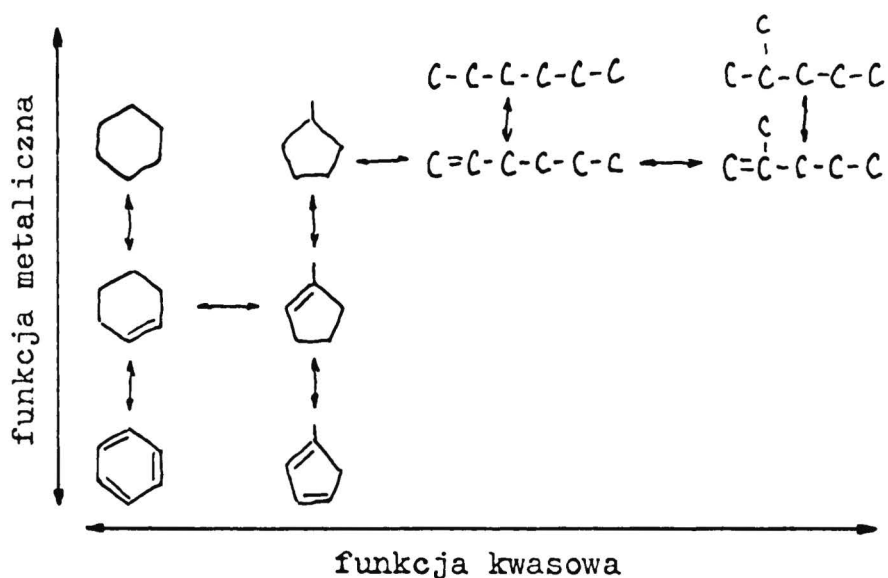 funkcja metaliczna
C
C-C-C-C-C-C
C-C-C-C-C
C
C=C-C-C-C-C
C=C-C-C-C
funkcja kwasowa